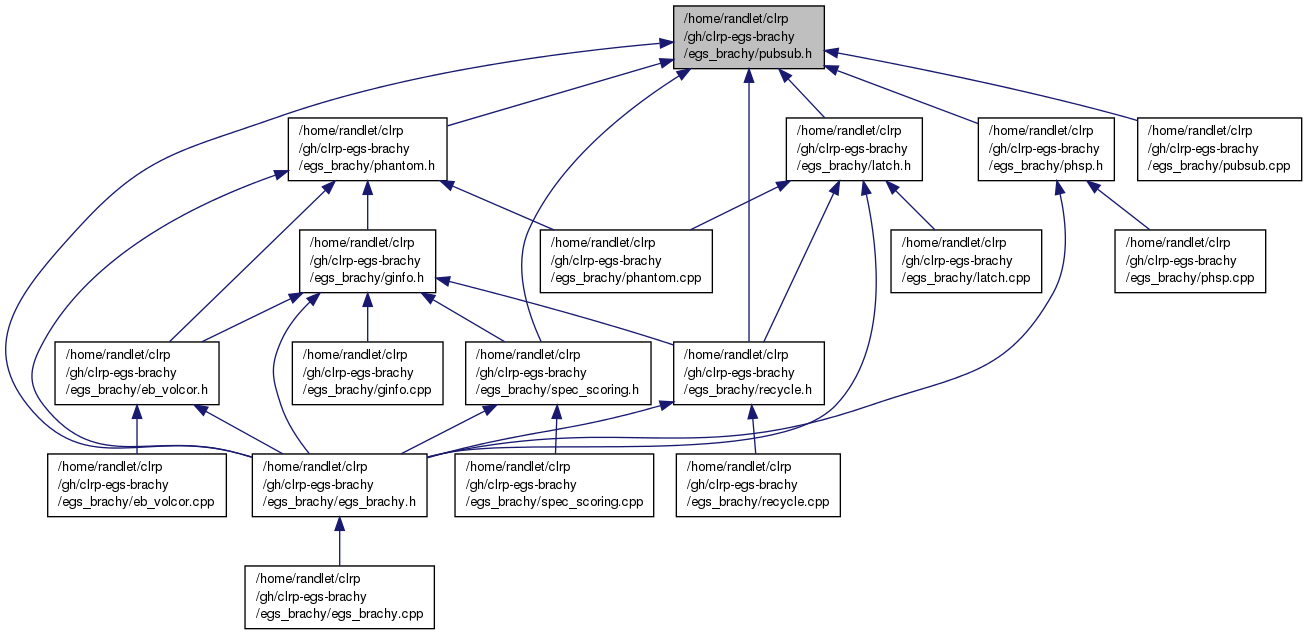 /home/randlet/clrp
/gh/clrp-egs-brachy
/egs_brachy/pubsub.h
/home/randlet/clrp
/gh/clrp-egs-brachy
/egs_brachy/phantom.h
/home/randlet/clrp
/gh/clrp-egs-brachy
/egs_brachy/latch.h
/home/randlet/clrp
/gh/clrp-egs-brachy
/egs_brachy/phsp.h
/home/randlet/clrp
/gh/clrp-egs-brachy
/egs_brachy/pubsub.cpp
/home/randlet/clrp
/gh/clrp-egs-brachy
/egs_brachy/ginfo.h
/home/randlet/clrp
/gh/clrp-egs-brachy
/egs_brachy/phantom.cpp
/home/randlet/clrp
/gh/clrp-egs-brachy
/egs_brachy/latch.cpp
/home/randlet/clrp
/gh/clrp-egs-brachy
/egs_brachy/phsp.cpp
/home/randlet/clrp
/gh/clrp-egs-brachy
/egs_brachy/eb_volcor.h
/home/randlet/clrp
/gh/clrp-egs-brachy
/egs_brachy/ginfo.cpp
/home/randlet/clrp
/gh/clrp-egs-brachy
/egs_brachy/spec_scoring.h
/home/randlet/clrp
/gh/clrp-egs-brachy
/egs_brachy/recycle.h
/home/randlet/clrp
/gh/clrp-egs-brachy
/egs_brachy/eb_volcor.cpp
/home/randlet/clrp
/gh/clrp-egs-brachy
/egs_brachy/egs_brachy.h
/home/randlet/clrp
/gh/clrp-egs-brachy
/egs_brachy/spec_scoring.cpp
/home/randlet/clrp
/gh/clrp-egs-brachy
/egs_brachy/recycle.cpp
/home/randlet/clrp
/gh/clrp-egs-brachy
/egs_brachy/egs_brachy.cpp